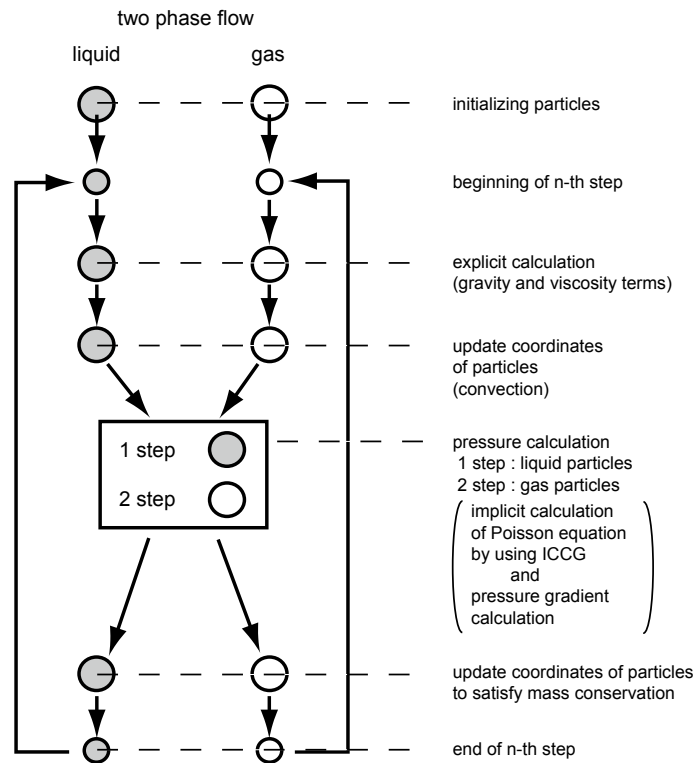 two phase flow
liquid
gas
initializing particles
beginning of n-th step
explicit calculation
(gravity and viscosity terms)
update coordinates
of particles
(convection)
1 step
2 step
pressure calculation
1 step : liquid particles
2 step : gas particles
implicit calculation
of Poisson equation
by using ICCG
and
pressure gradient
calculation
update coordinates of particles
to satisfy mass conservation
end of n-th step